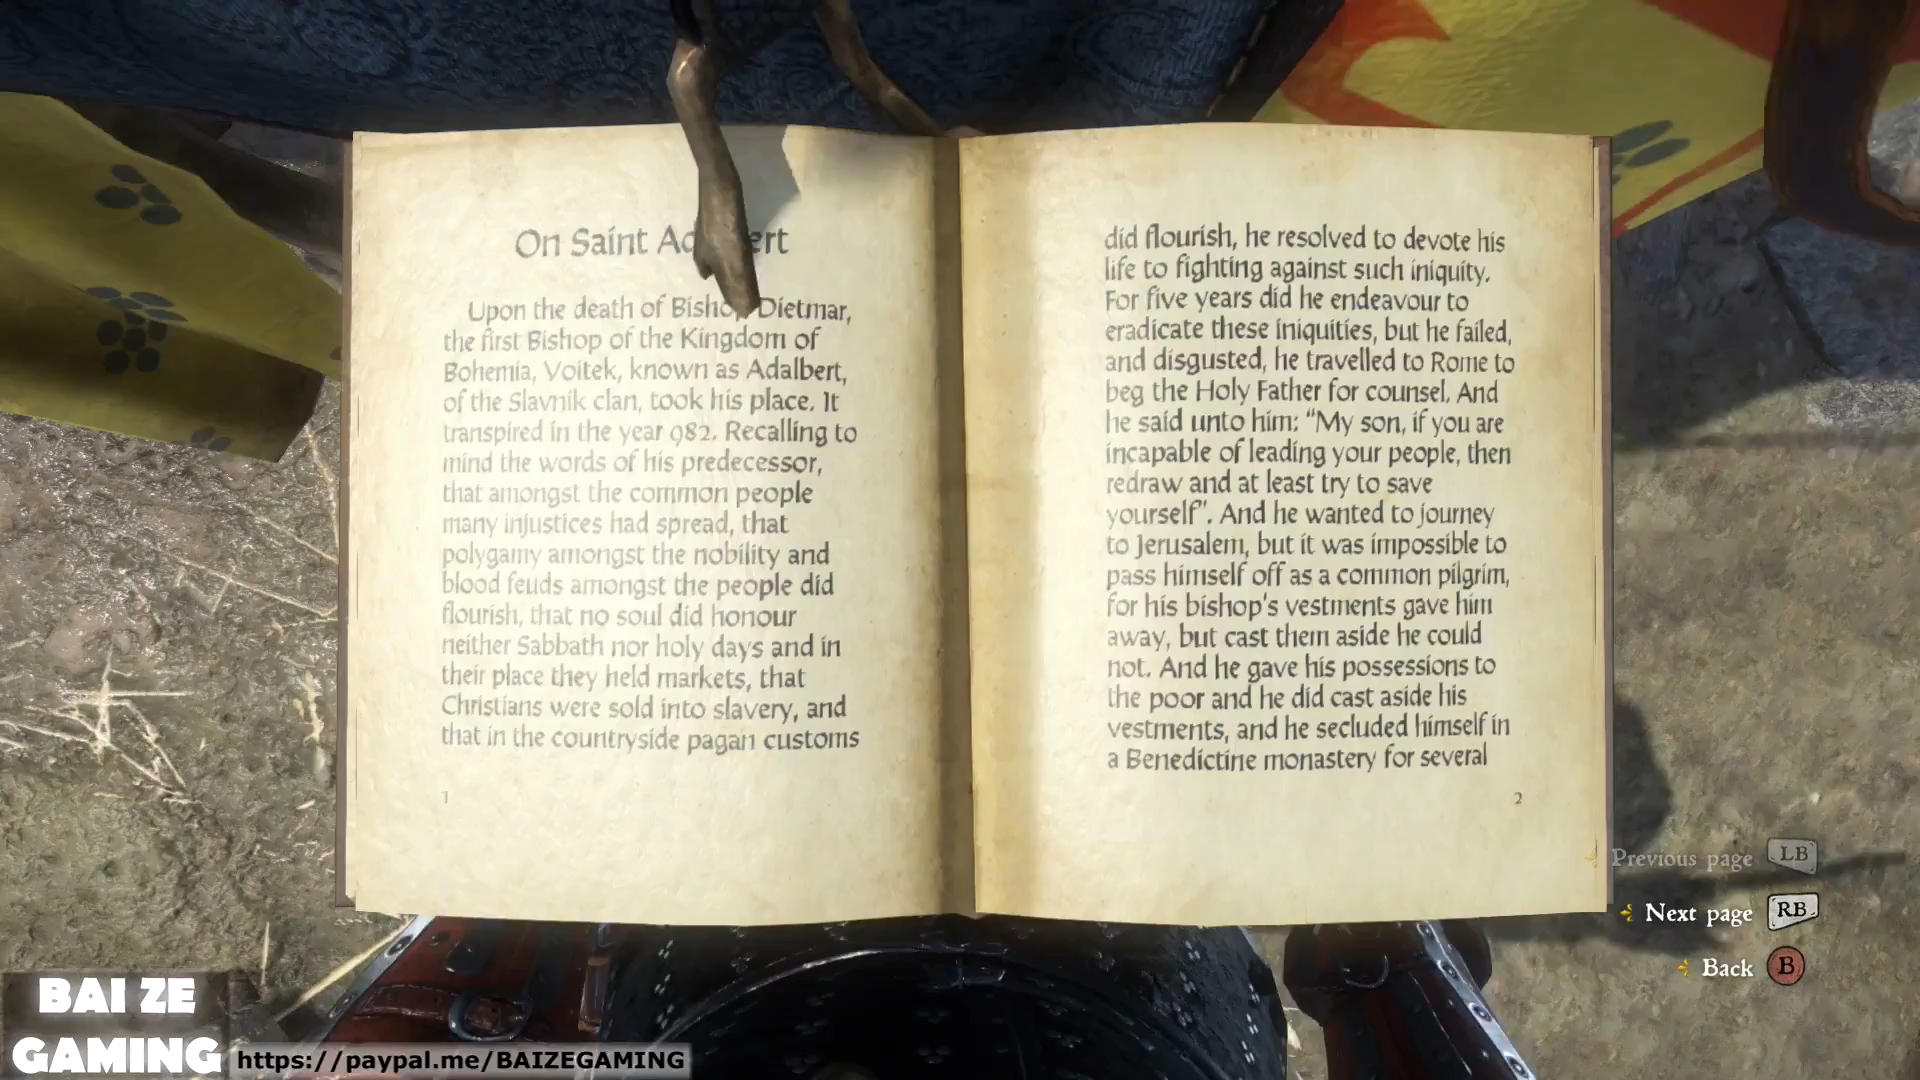 On Saint Adalbert
Upon the death of Bishop Dietmar,
the first Bishop of the Kingdom of
Bohemia, Voitek, known as Adalbert,
of the Slavnik clan, took his place. It
transpired in the year 982. Recalling to
mind the words of his predecessor,
that amongst the common people
many injustices had spread, that
polygamy amongst the nobility and
blood feuds amongst the people did
flourish, that no soul did honour
neither Sabbath nor holy days and in
their place they held markets, that
Christians were sold into slavery, and
that in the countryside pagan customs
1
did flourish, he resolved to devote his
life to fighting against such iniquity.
For five years did he endeavour to
eradicate these iniquities, but he failed,
and disgusted, he travelled to Rome to
beg the Holy Father for counsel. And
he said unto him: "My son, if you are
incapable of leading your people, then
redraw and at least try to save
yourself". And he wanted to journey
to Jerusalem, but it was impossible to
pass himself off as a common pilgrim,
for his bishop's vestments gave him
away, but cast them aside he could
not. And he gave his possessions to
the poor and he did cast aside his
vestments, and he secluded himself in
a Benedictine monastery for several
2
Previous page LB
Next page RB
Back B
BAI ZE
GAMING
https://paypal.me/BAIZEGAMING